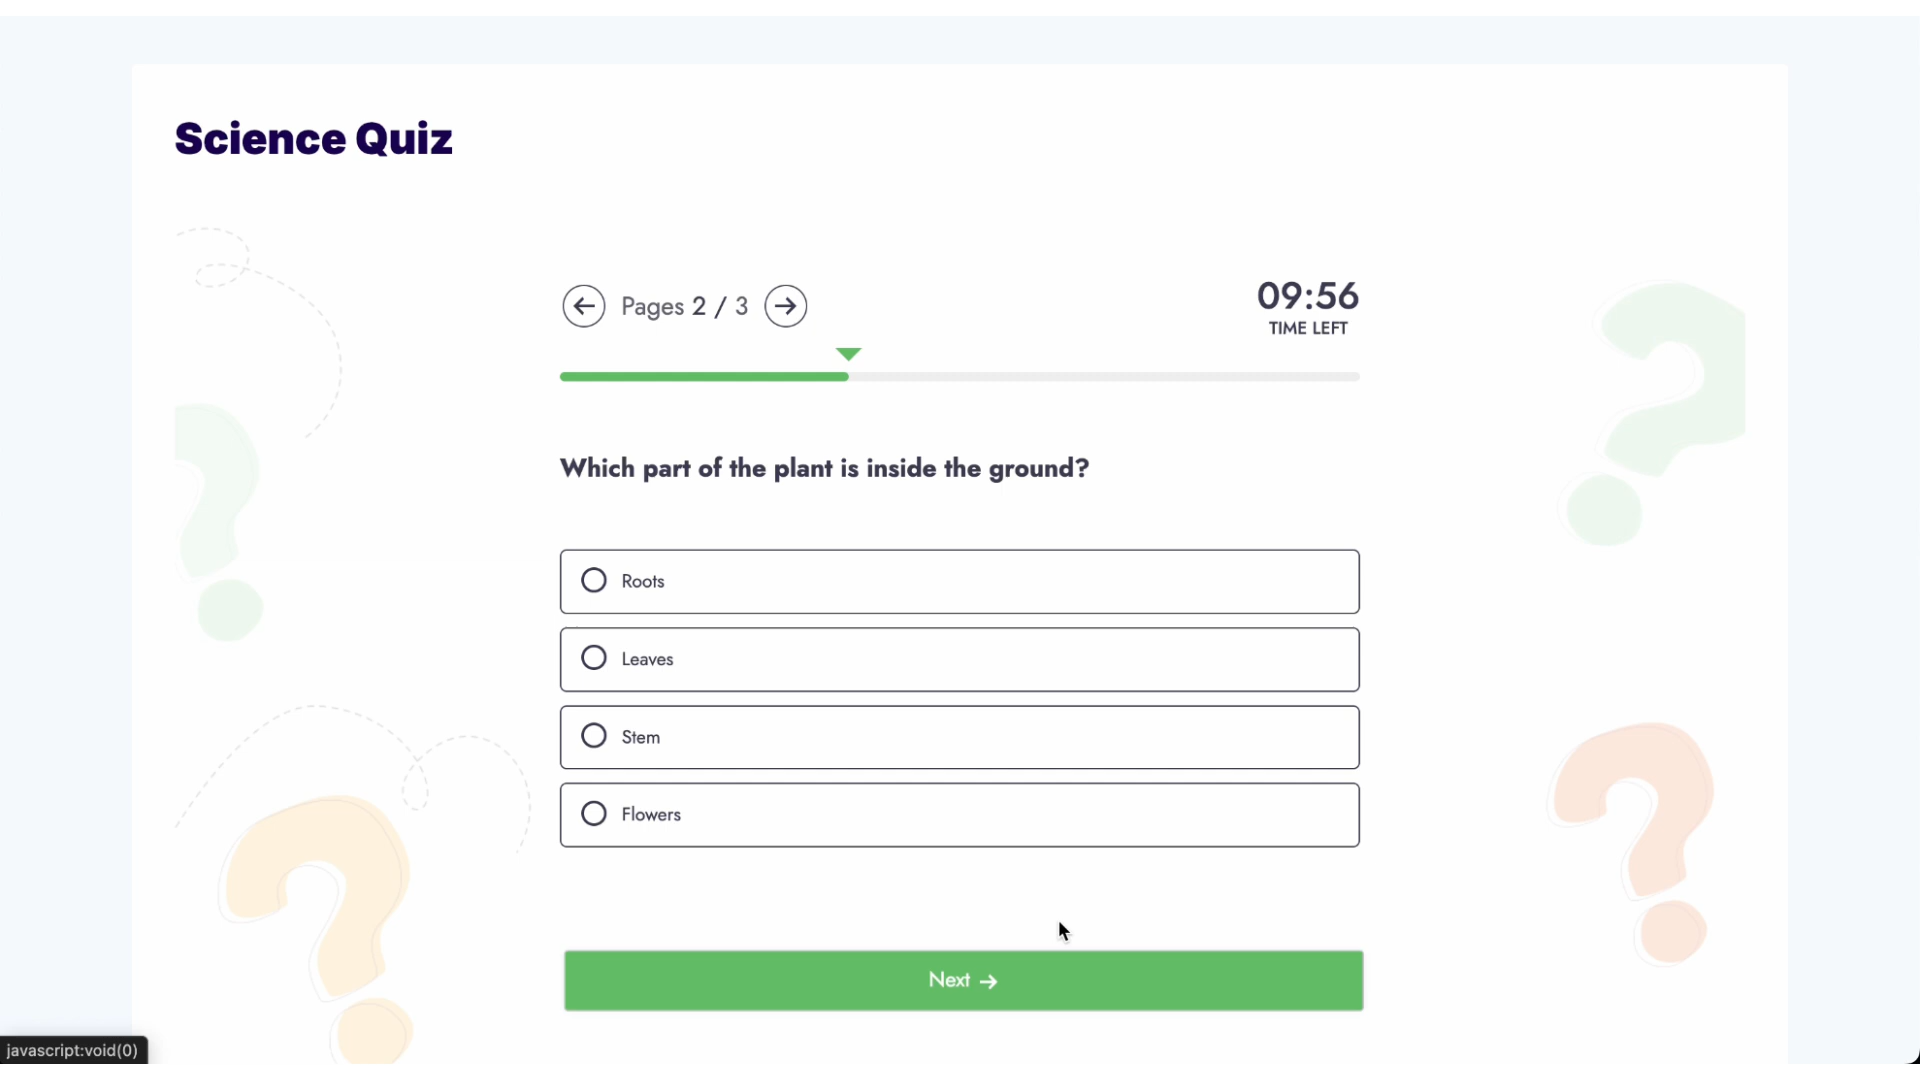 Science Quiz
Pages 2 / 3
09:56
TIME LEFT
Which part of the plant is inside the ground?
Roots
Leaves
Stem
Flowers
Next →
javascript:void(0)